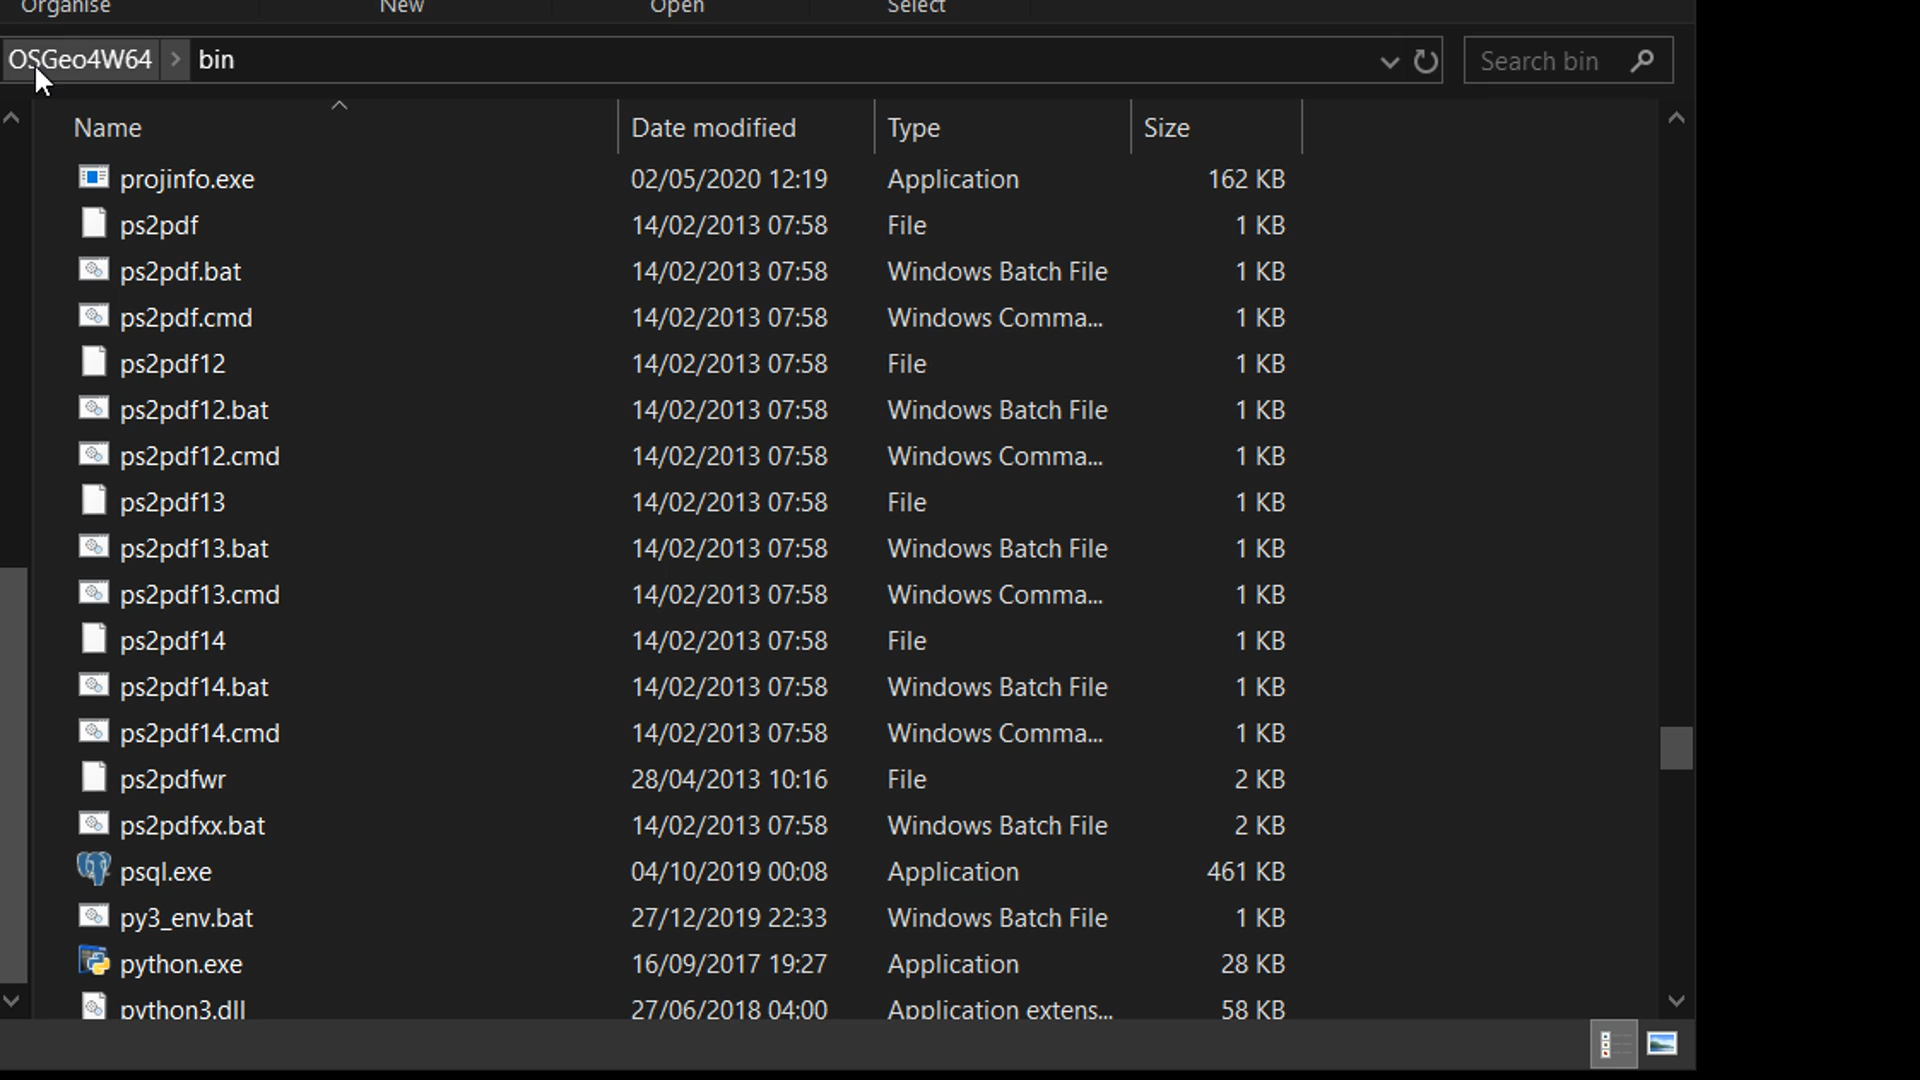 Organise New Open Select
OSGeo4W64 bin Search bin
Name Date modified Type Size
projinfo.exe 02/05/2020 12:19 Application 162 KB
ps2pdf 14/02/2013 07:58 File 1 KB
ps2pdf.bat 14/02/2013 07:58 Windows Batch File 1 KB
ps2pdf.cmd 14/02/2013 07:58 Windows Comma... 1 KB
ps2pdf12 14/02/2013 07:58 File 1 KB
ps2pdf12.bat 14/02/2013 07:58 Windows Batch File 1 KB
ps2pdf12.cmd 14/02/2013 07:58 Windows Comma... 1 KB
ps2pdf13 14/02/2013 07:58 File 1 KB
ps2pdf13.bat 14/02/2013 07:58 Windows Batch File 1 KB
ps2pdf13.cmd 14/02/2013 07:58 Windows Comma... 1 KB
ps2pdf14 14/02/2013 07:58 File 1 KB
ps2pdf14.bat 14/02/2013 07:58 Windows Batch File 1 KB
ps2pdf14.cmd 14/02/2013 07:58 Windows Comma... 1 KB
ps2pdfwr 28/04/2013 10:16 File 2 KB
ps2pdfxx.bat 14/02/2013 07:58 Windows Batch File 2 KB
psql.exe 04/10/2019 00:08 Application 461 KB
py3_env.bat 27/12/2019 22:33 Windows Batch File 1 KB
python.exe 16/09/2017 19:27 Application 28 KB
python3.dll 27/06/2018 04:00 Application extens... 58 KB